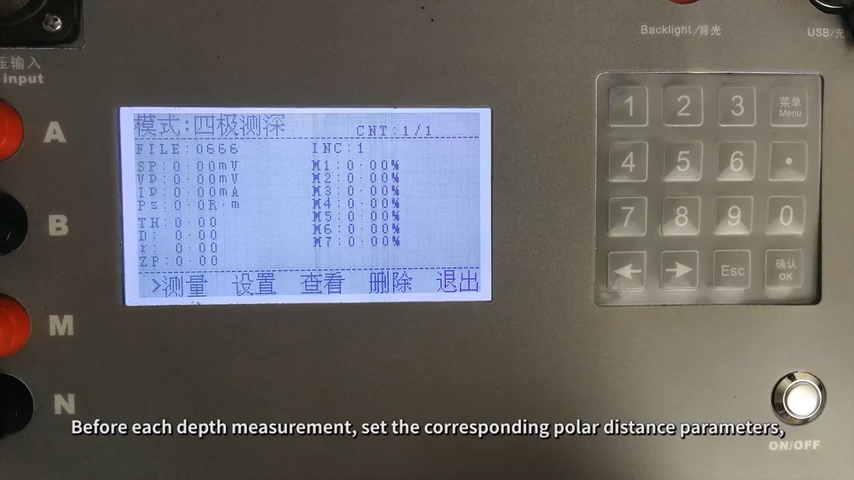 Backlight/背光
USB/充
压输入
input
A
B
M
N
模式:四极测深
CNT:1/1
FILE:0666
INC:1
SP:0.00mV
VP:0.00mV
IP:0.00mA
Ps:0.0R.m
TH:0.00
D: 0.00
r: 0.00
ZP:0.00
M1:0.00%
M2:0.00%
M3:0.00%
M4:0.00%
M5:0.00%
M6:0.00%
M7:0.00%
>测量 设置 查看 删除 退出
1 2 3 菜单 Menu
4 5 6 .
7 8 9 0
← → Esc 确认 OK
ON/OFF
Before each depth measurement, set the corresponding polar distance parameters,